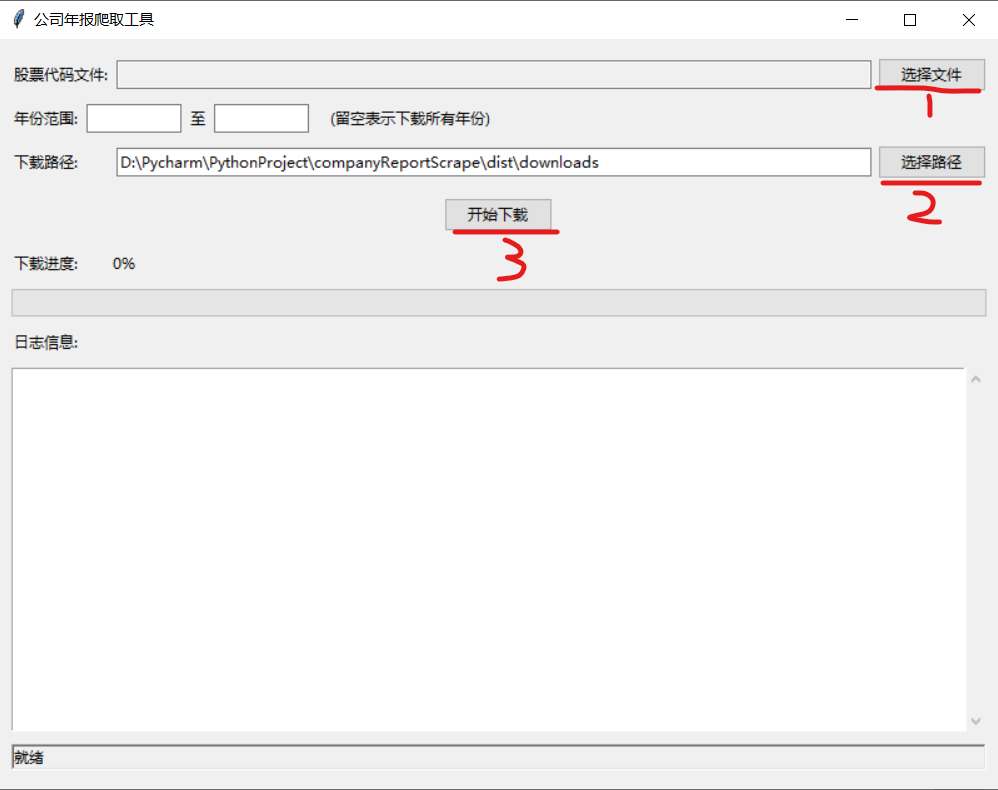 公司年报爬取工具
股票代码文件: 选择文件
1
年份范围: 至 (留空表示下载所有年份)
下载路径: D:\Pycharm\PythonProject\companyReportScrape\dist\downloads 选择路径
2
开始下载
3
下载进度: 0%
日志信息:
就绪